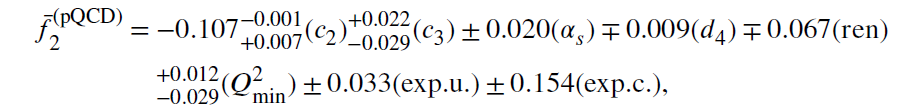 f̄₂^(pQCD) = −0.107^{−0.001}_{+0.007}(c₂)^{+0.022}_{−0.029}(c₃) ± 0.020(αₛ) ∓ 0.009(d₄) ∓ 0.067(ren)
^{+0.012}_{−0.029}(Q²_min) ± 0.033(exp.u.) ± 0.154(exp.c.),